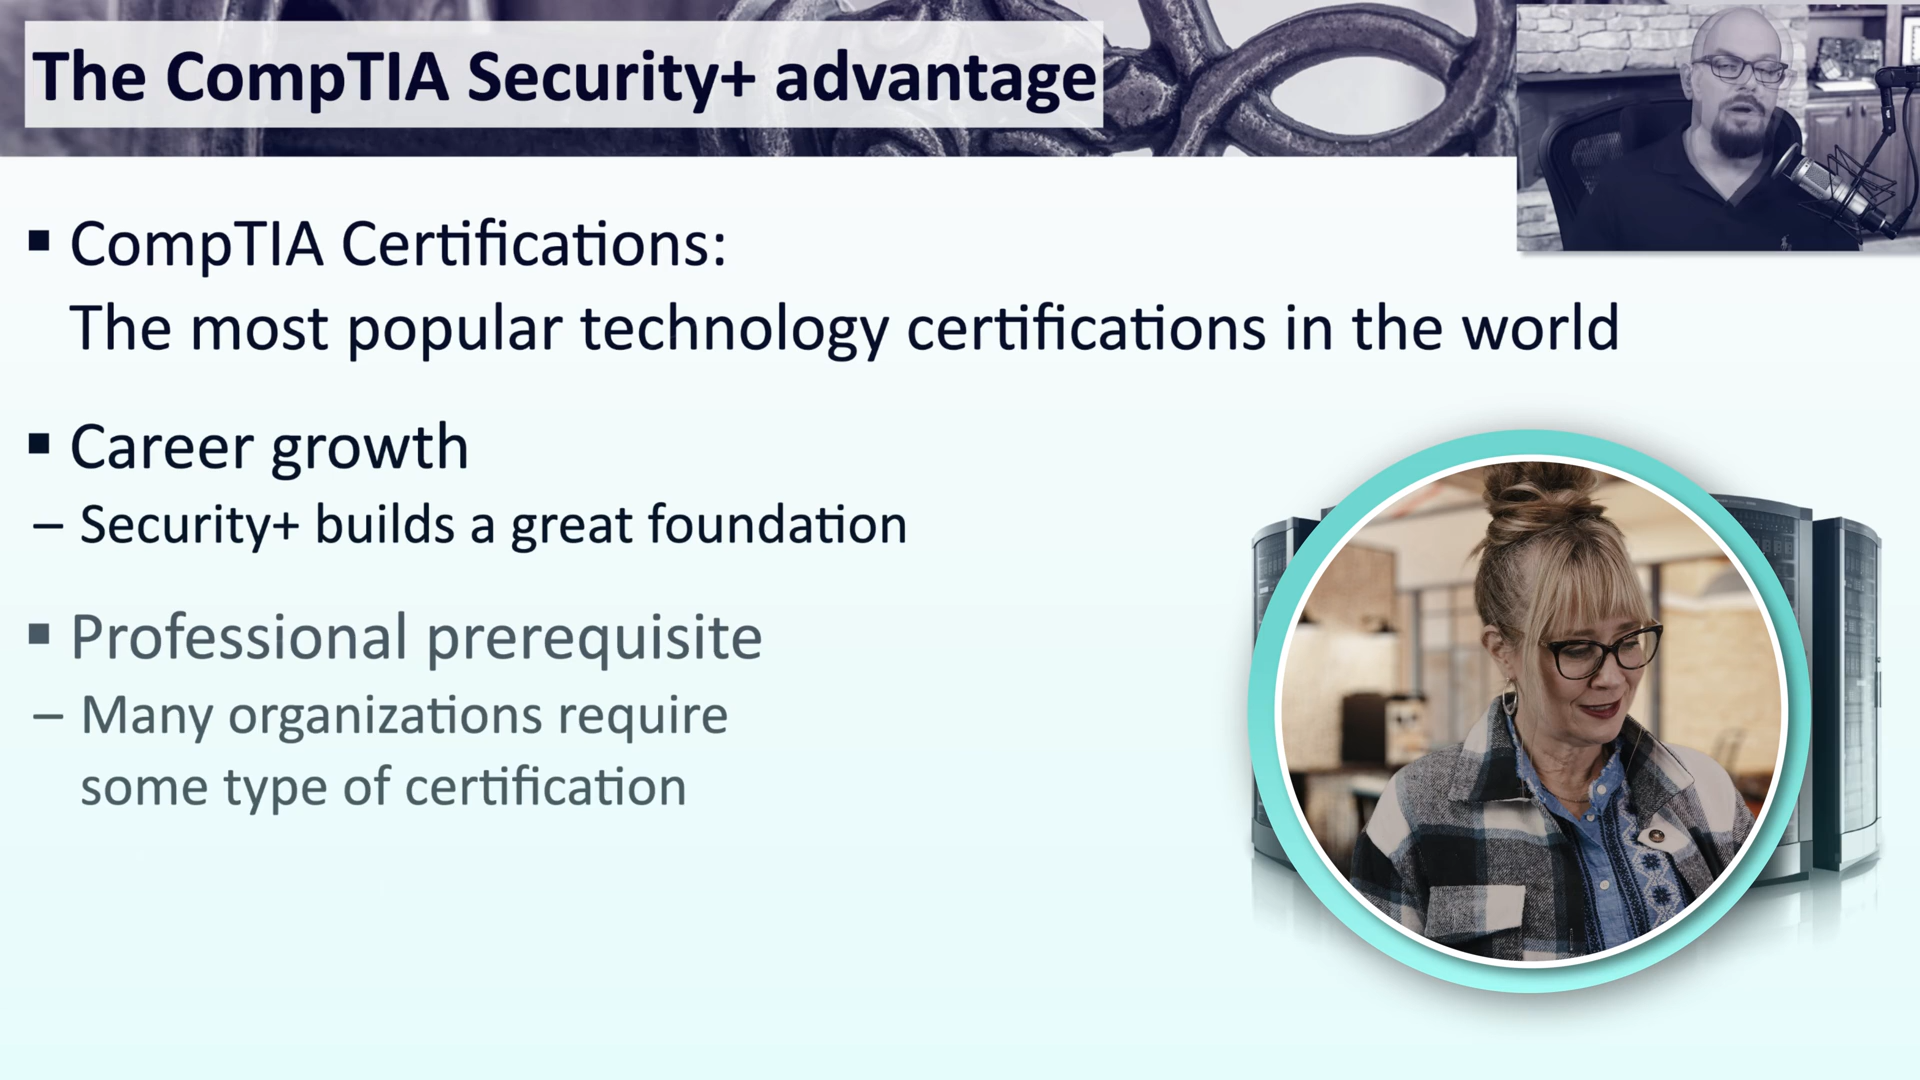 The CompTIA Security+ advantage
▪ CompTIA Certifications:
The most popular technology certifications in the world
▪ Career growth
– Security+ builds a great foundation
▪ Professional prerequisite
– Many organizations require
some type of certification